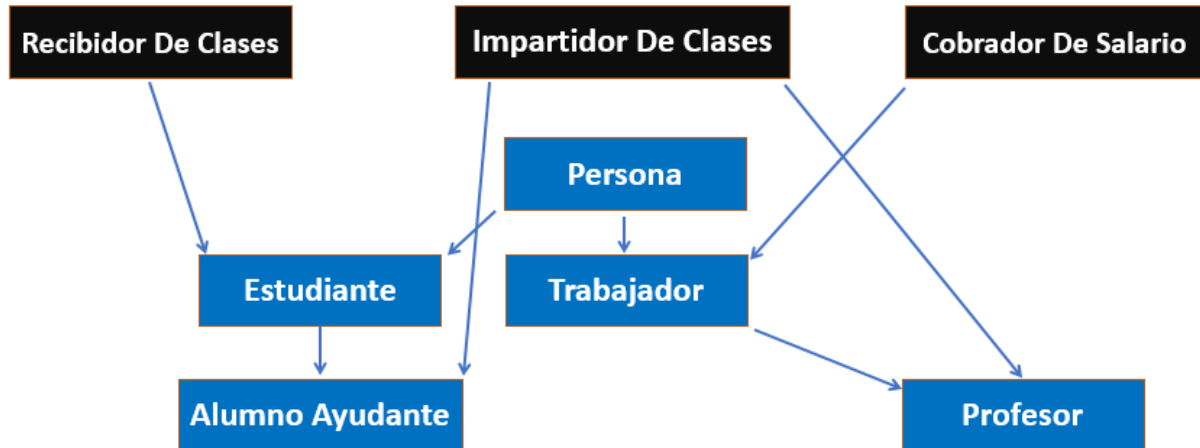 Recibidor De Clases
Impartidor De Clases
Cobrador De Salario
Persona
Estudiante
Trabajador
Alumno Ayudante
Profesor